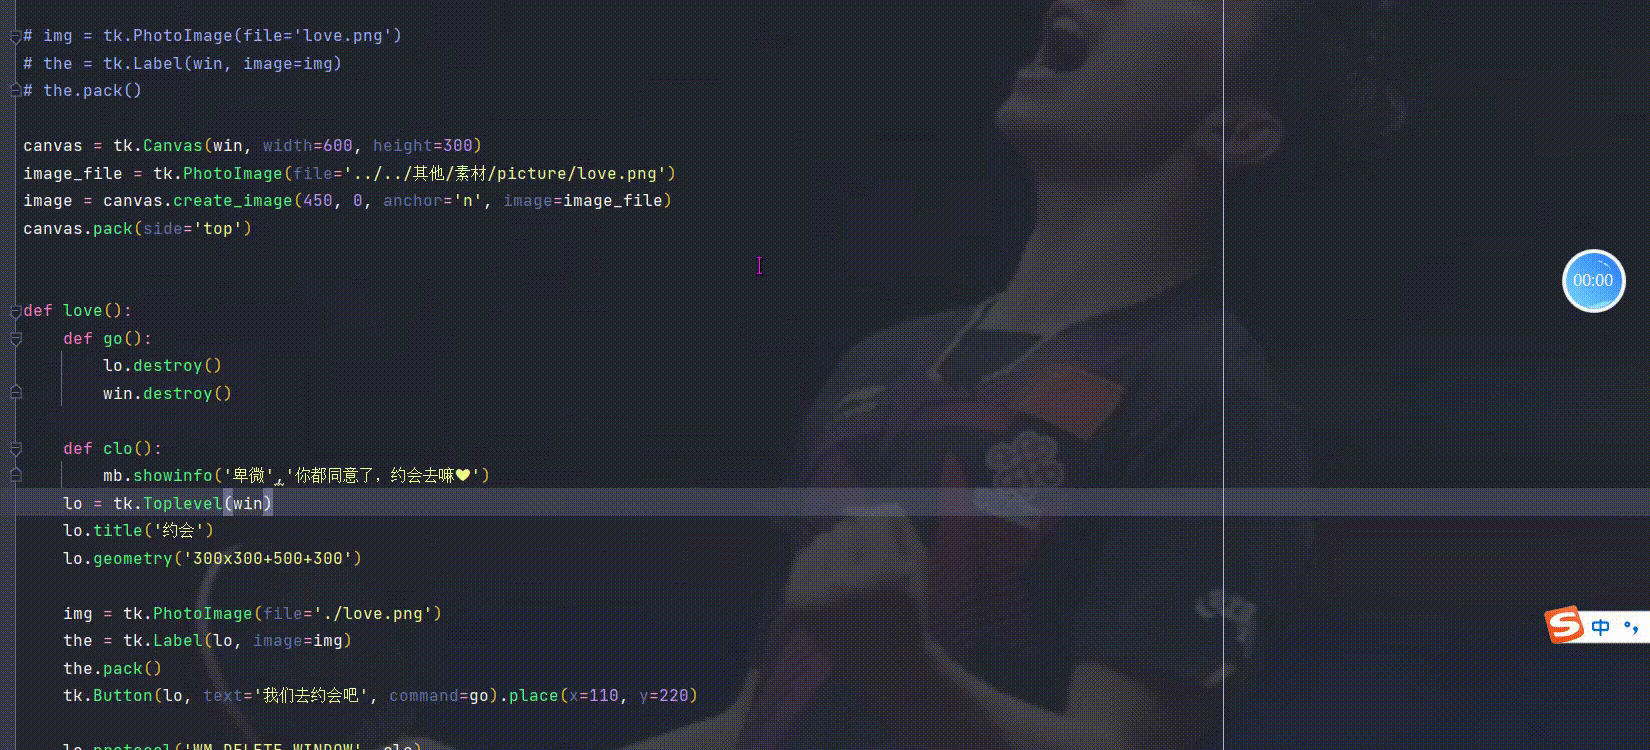 # img = tk.PhotoImage(file='love.png')
# the = tk.Label(win, image=img)
# the.pack()
canvas = tk.Canvas(win, width=600, height=300)
image_file = tk.PhotoImage(file='../../其他/素材/picture/love.png')
image = canvas.create_image(450, 0, anchor='n', image=image_file)
canvas.pack(side='top')
def love():
    def go():
        lo.destroy()
        win.destroy()
    def clo():
        mb.showinfo('卑微','你都同意了，约会去嘛❤')
    lo = tk.Toplevel(win)
    lo.title('约会')
    lo.geometry('300x300+500+300')
    img = tk.PhotoImage(file='./love.png')
    the = tk.Label(lo, image=img)
    the.pack()
    tk.Button(lo, text='我们去约会吧', command=go).place(x=110, y=220)
    lo.protocol('WM_DELETE_WINDOW', clo)
00:00
S 中 °,